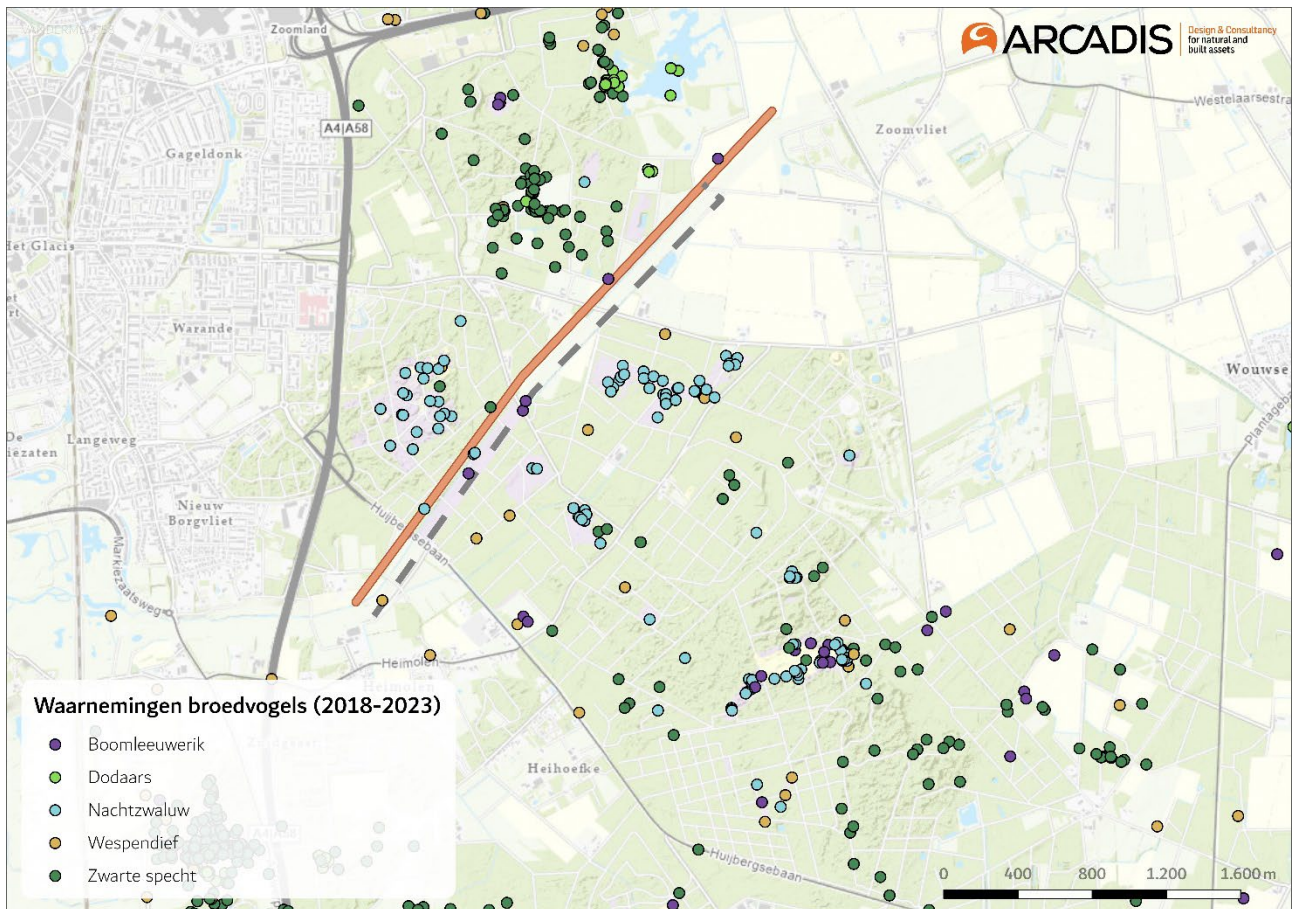 Zoomland
ARCADIS
Design & Consultancy
for natural and
built assets
Westelaarsestra
A4|A58
Zoomvliet
Gageldonk
Het Glacis
Warande
Wouwse
Plantageba
De
iezaten
Langeweg
Nieuw
Borgvliet
Huijbergsebaan
Markiezaatsweg
Heimolen
Heimolen
Waarnemingen broedvogels (2018-2023)
Boomleeuwerik
Dodaars
Nachtzwaluw
Wespendief
Zwarte specht
Heihoefke
Huijbergsebaan
0 400 800 1.200 1.600 m